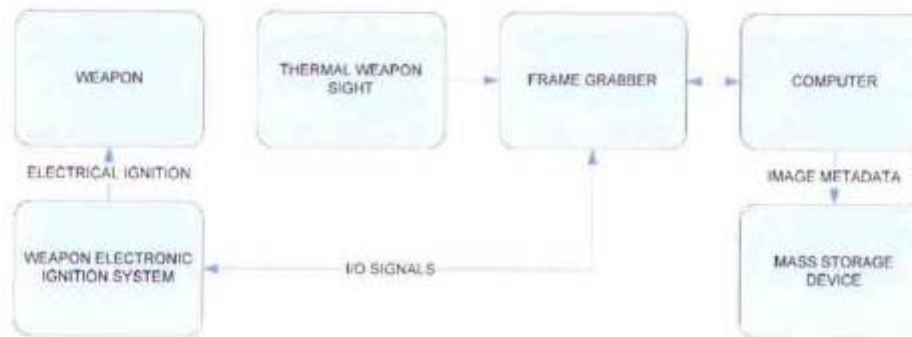 WEAPON
THERMAL WEAPON
SIGHT
FRAME GRABBER
COMPUTER
ELECTRICAL IGNITION
IMAGE METADATA
WEAPON ELECTRONIC
IGNITION SYSTEM
I/O SIGNALS
MASS STORAGE
DEVICE